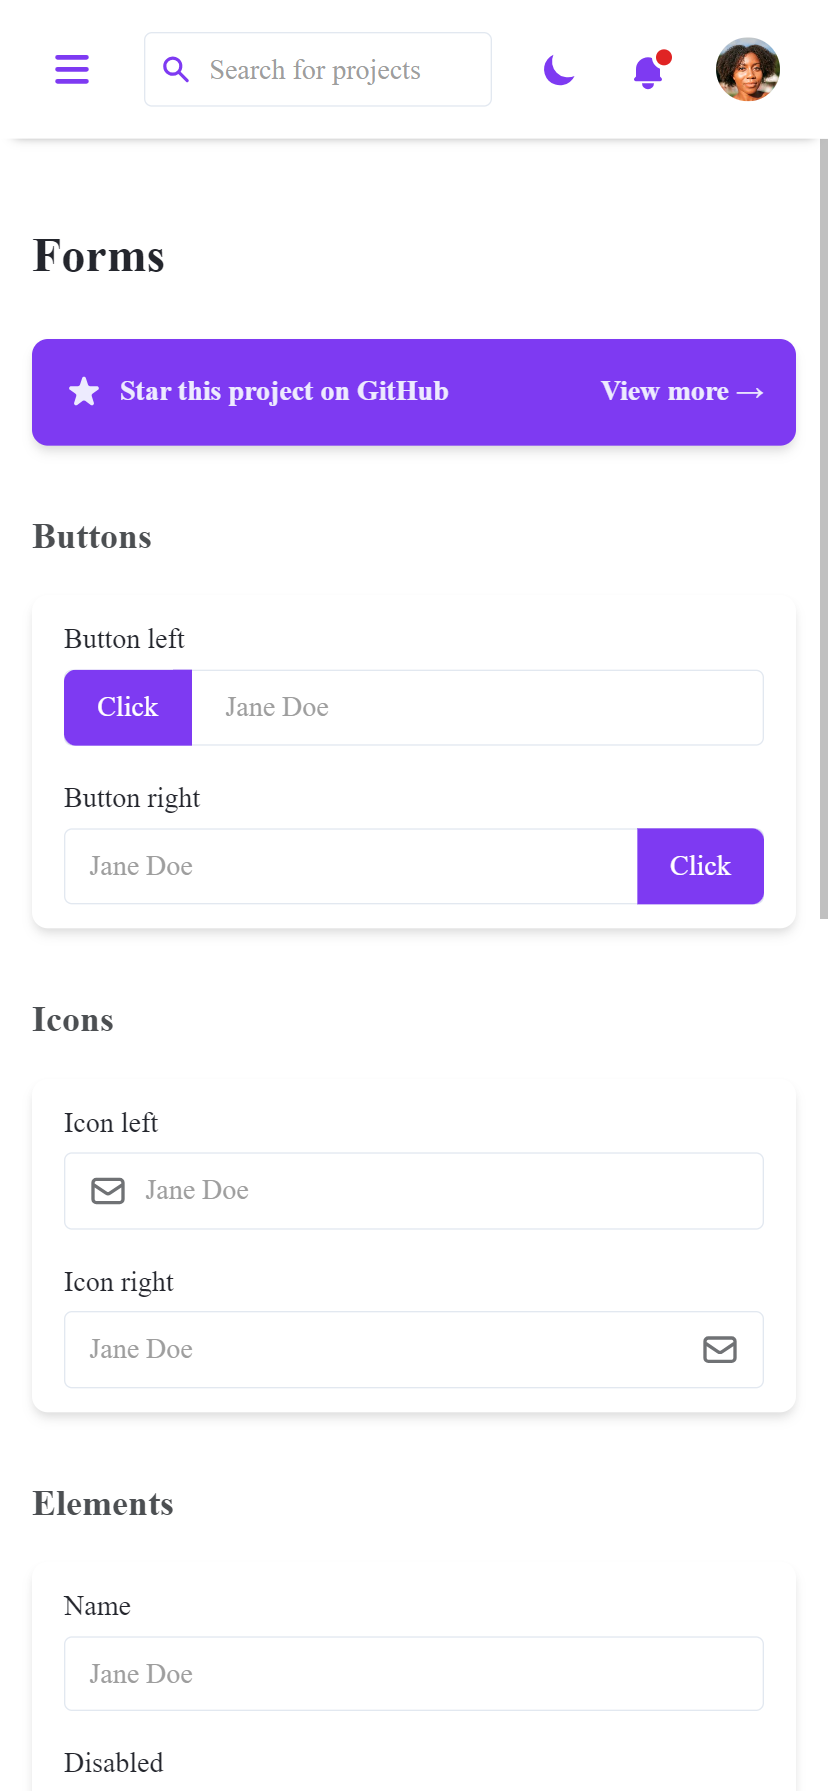 Search for projects
Forms
Star this project on GitHub
View more →
Buttons
Button left
Click
Jane Doe
Button right
Jane Doe
Click
Icons
Icon left
Jane Doe
Icon right
Jane Doe
Elements
Name
Jane Doe
Disabled